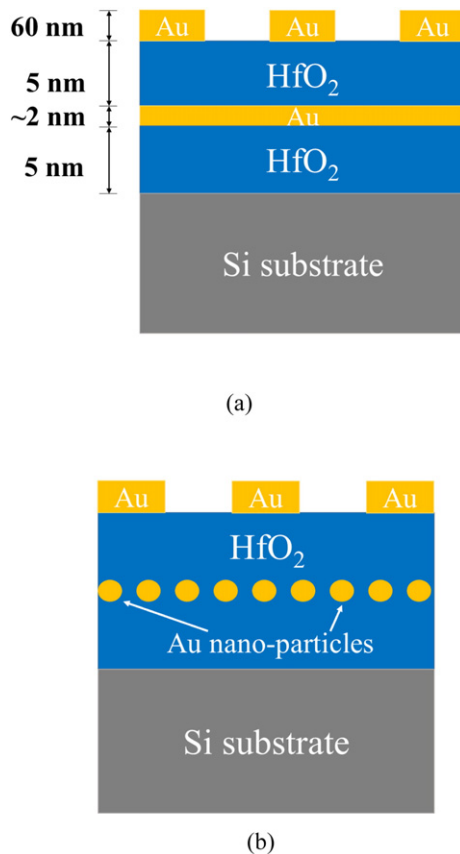 60 nm
Au Au Au
5 nm
HfO₂
~2 nm
Au
5 nm
HfO₂
Si substrate
(a)
Au Au Au
HfO₂
Au nano-particles
Si substrate
(b)